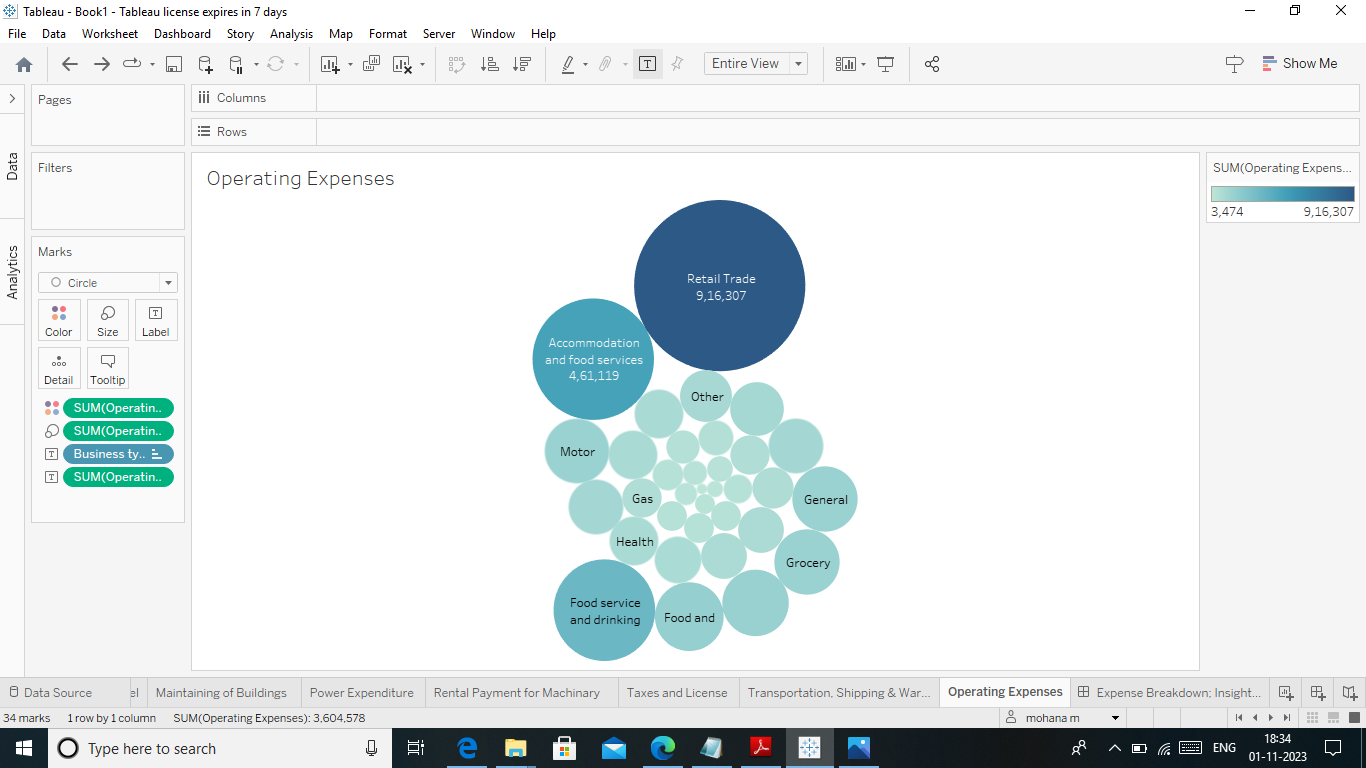 Tableau - Book1 - Tableau license expires in 7 days
File Data Worksheet Dashboard Story Analysis Map Format Server Window Help
Entire View
Show Me
Pages
Columns
Rows
Data
Analytics
Filters
Marks
Circle
Color Size Label
Detail Tooltip
SUM(Operatin..
SUM(Operatin..
Business ty..
SUM(Operatin..
Operating Expenses
Retail Trade
9,16,307
Accommodation
and food services
4,61,119
Other
Motor
Gas
General
Health
Grocery
Food service
and drinking
Food and
SUM(Operating Expens...
3,474 9,16,307
Data Source el Maintaining of Buildings Power Expenditure Rental Payment for Machinary Taxes and License Transportation, Shipping & War... Operating Expenses Expense Breakdown; Insight...
34 marks 1 row by 1 column SUM(Operating Expenses): 3,604,578 mohana m
Type here to search
ENG
18:34
01-11-2023